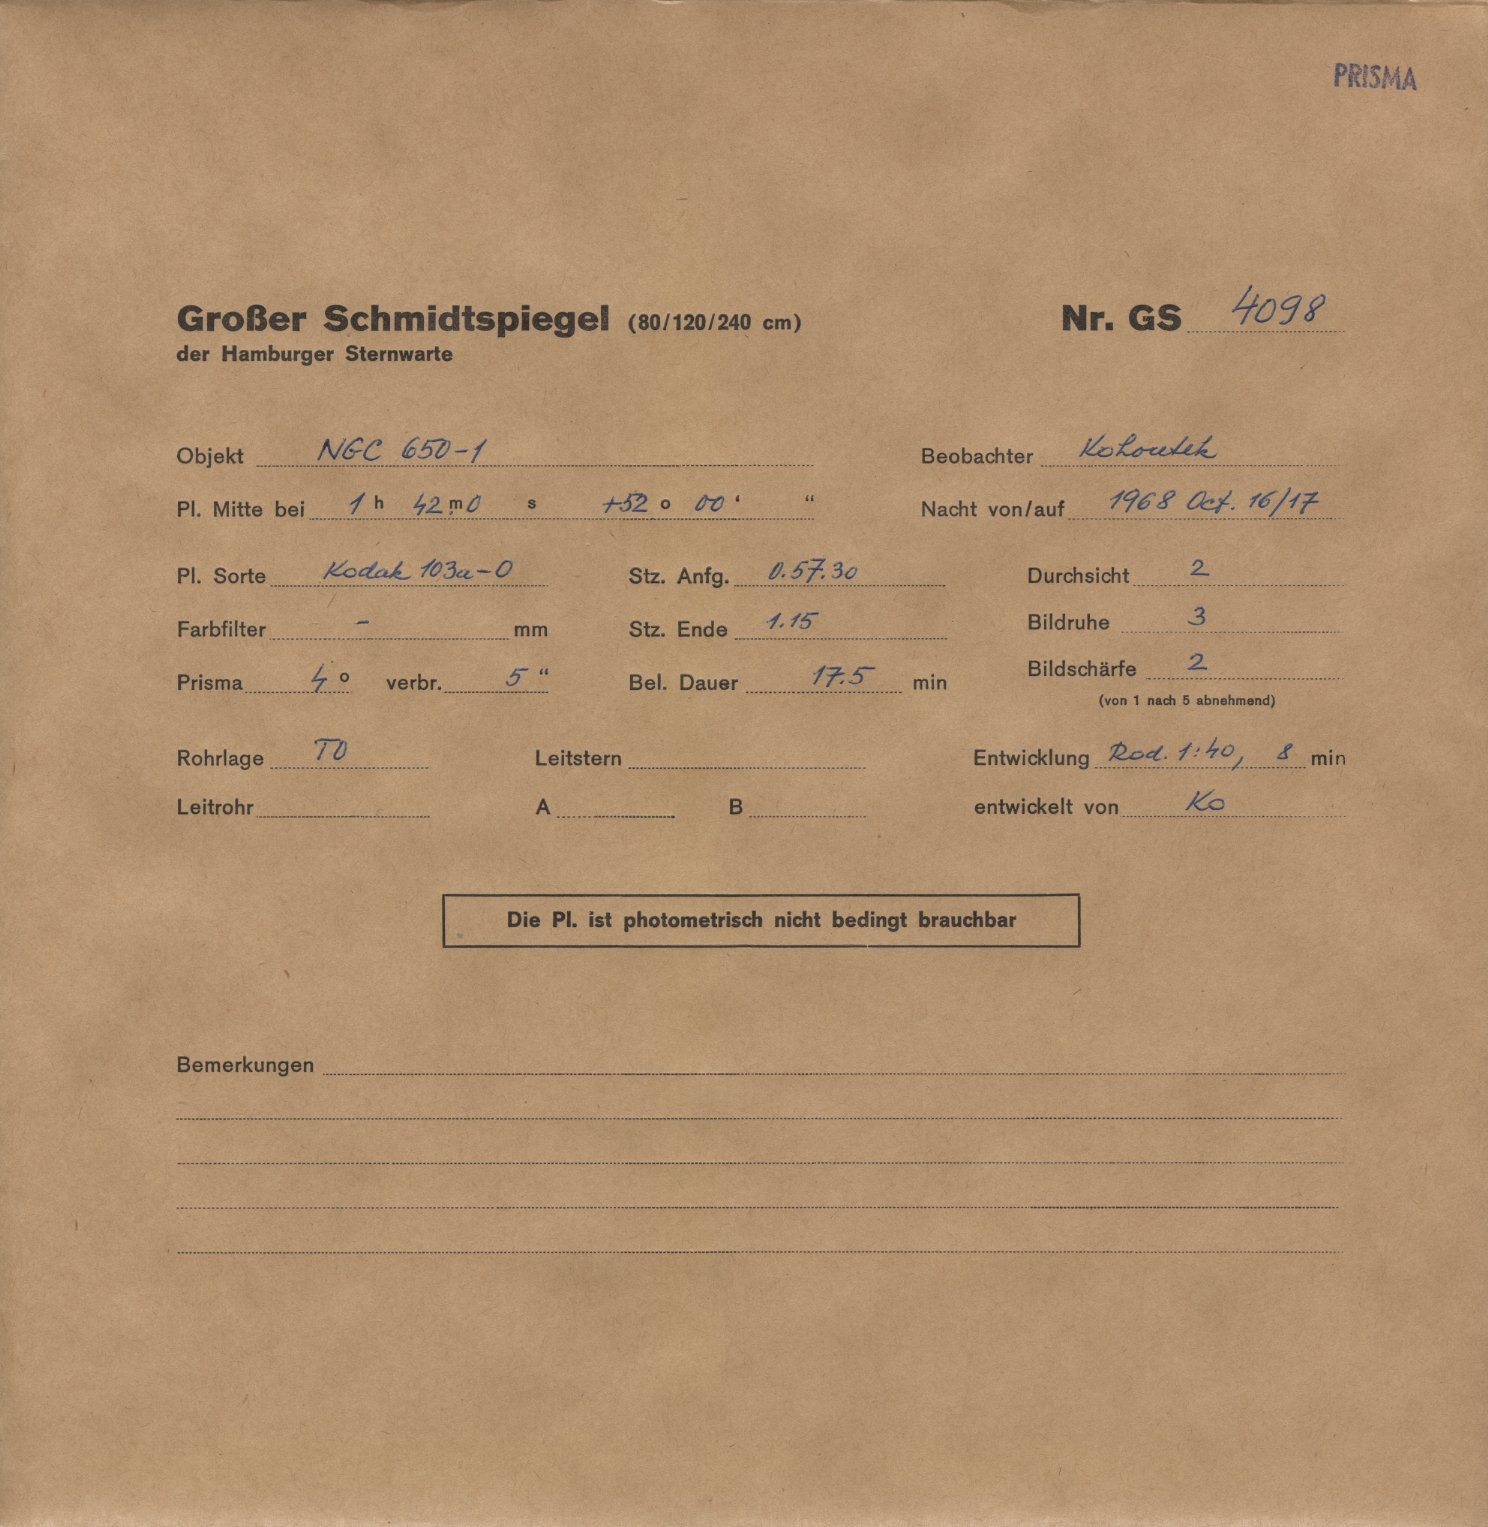 PRISMA
Großer Schmidtspiegel (80/120/240 cm) Nr. GS 4098
der Hamburger Sternwarte
Objekt NGC 650-1 Beobachter Kohoutek
Pl. Mitte bei 1 h 42 m. 0 s +52 o 00 ‘ “ Nacht von/auf 1968 Oct. 16/17
Pl. Sorte Kodak 103a-O Stz. Anfg. 0.57.30 Durchsicht 2
Farbfilter - mm Stz. Ende 1.15 Bildruhe 3
Prisma 4 o verbr. 5 “ Bel. Dauer 17.5 min Bildschärfe 2
(von 1 nach 5 abnehmend)
Rohrlage TO Leitstern Entwicklung Rod. 1:40, 8 min
Leitrohr A B entwickelt von Ko
Die Pl. ist photometrisch nicht bedingt brauchbar
Bemerkungen